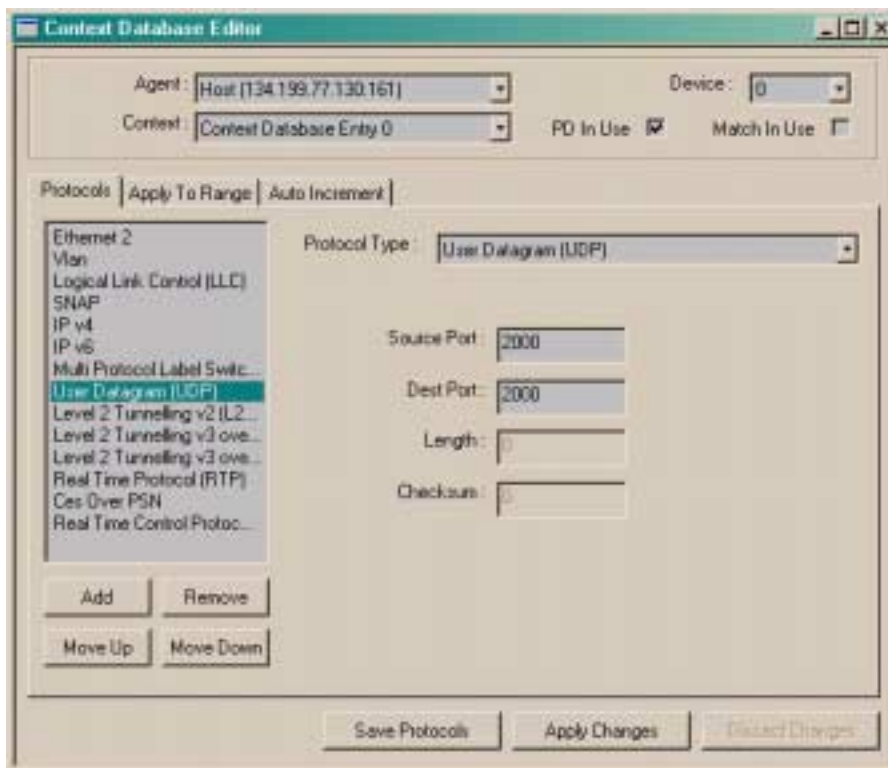 Context Database Editor
Agent: Host (134.199.77.130.161)
Device: 0
Context: Context Database Entry 0
PD In Use
Match In Use
Protocols Apply To Range Auto Increment
Ethernet 2
Vlan
Logical Link Control (LLC)
SNAP
IP v4
IP v6
Multi Protocol Label Switc...
User Datagram (UDP)
Level 2 Tunnelling v2 (L2...
Level 2 Tunnelling v3 ove...
Level 2 Tunnelling v3 ove...
Real Time Protocol (RTP)
Ces Over PSN
Real Time Control Protoc...
Add Remove
Move Up Move Down
Protocol Type: User Datagram (UDP)
Source Port: 2000
Dest Port: 2000
Length: 0
Checksum: 0
Save Protocols Apply Changes Discard Changes